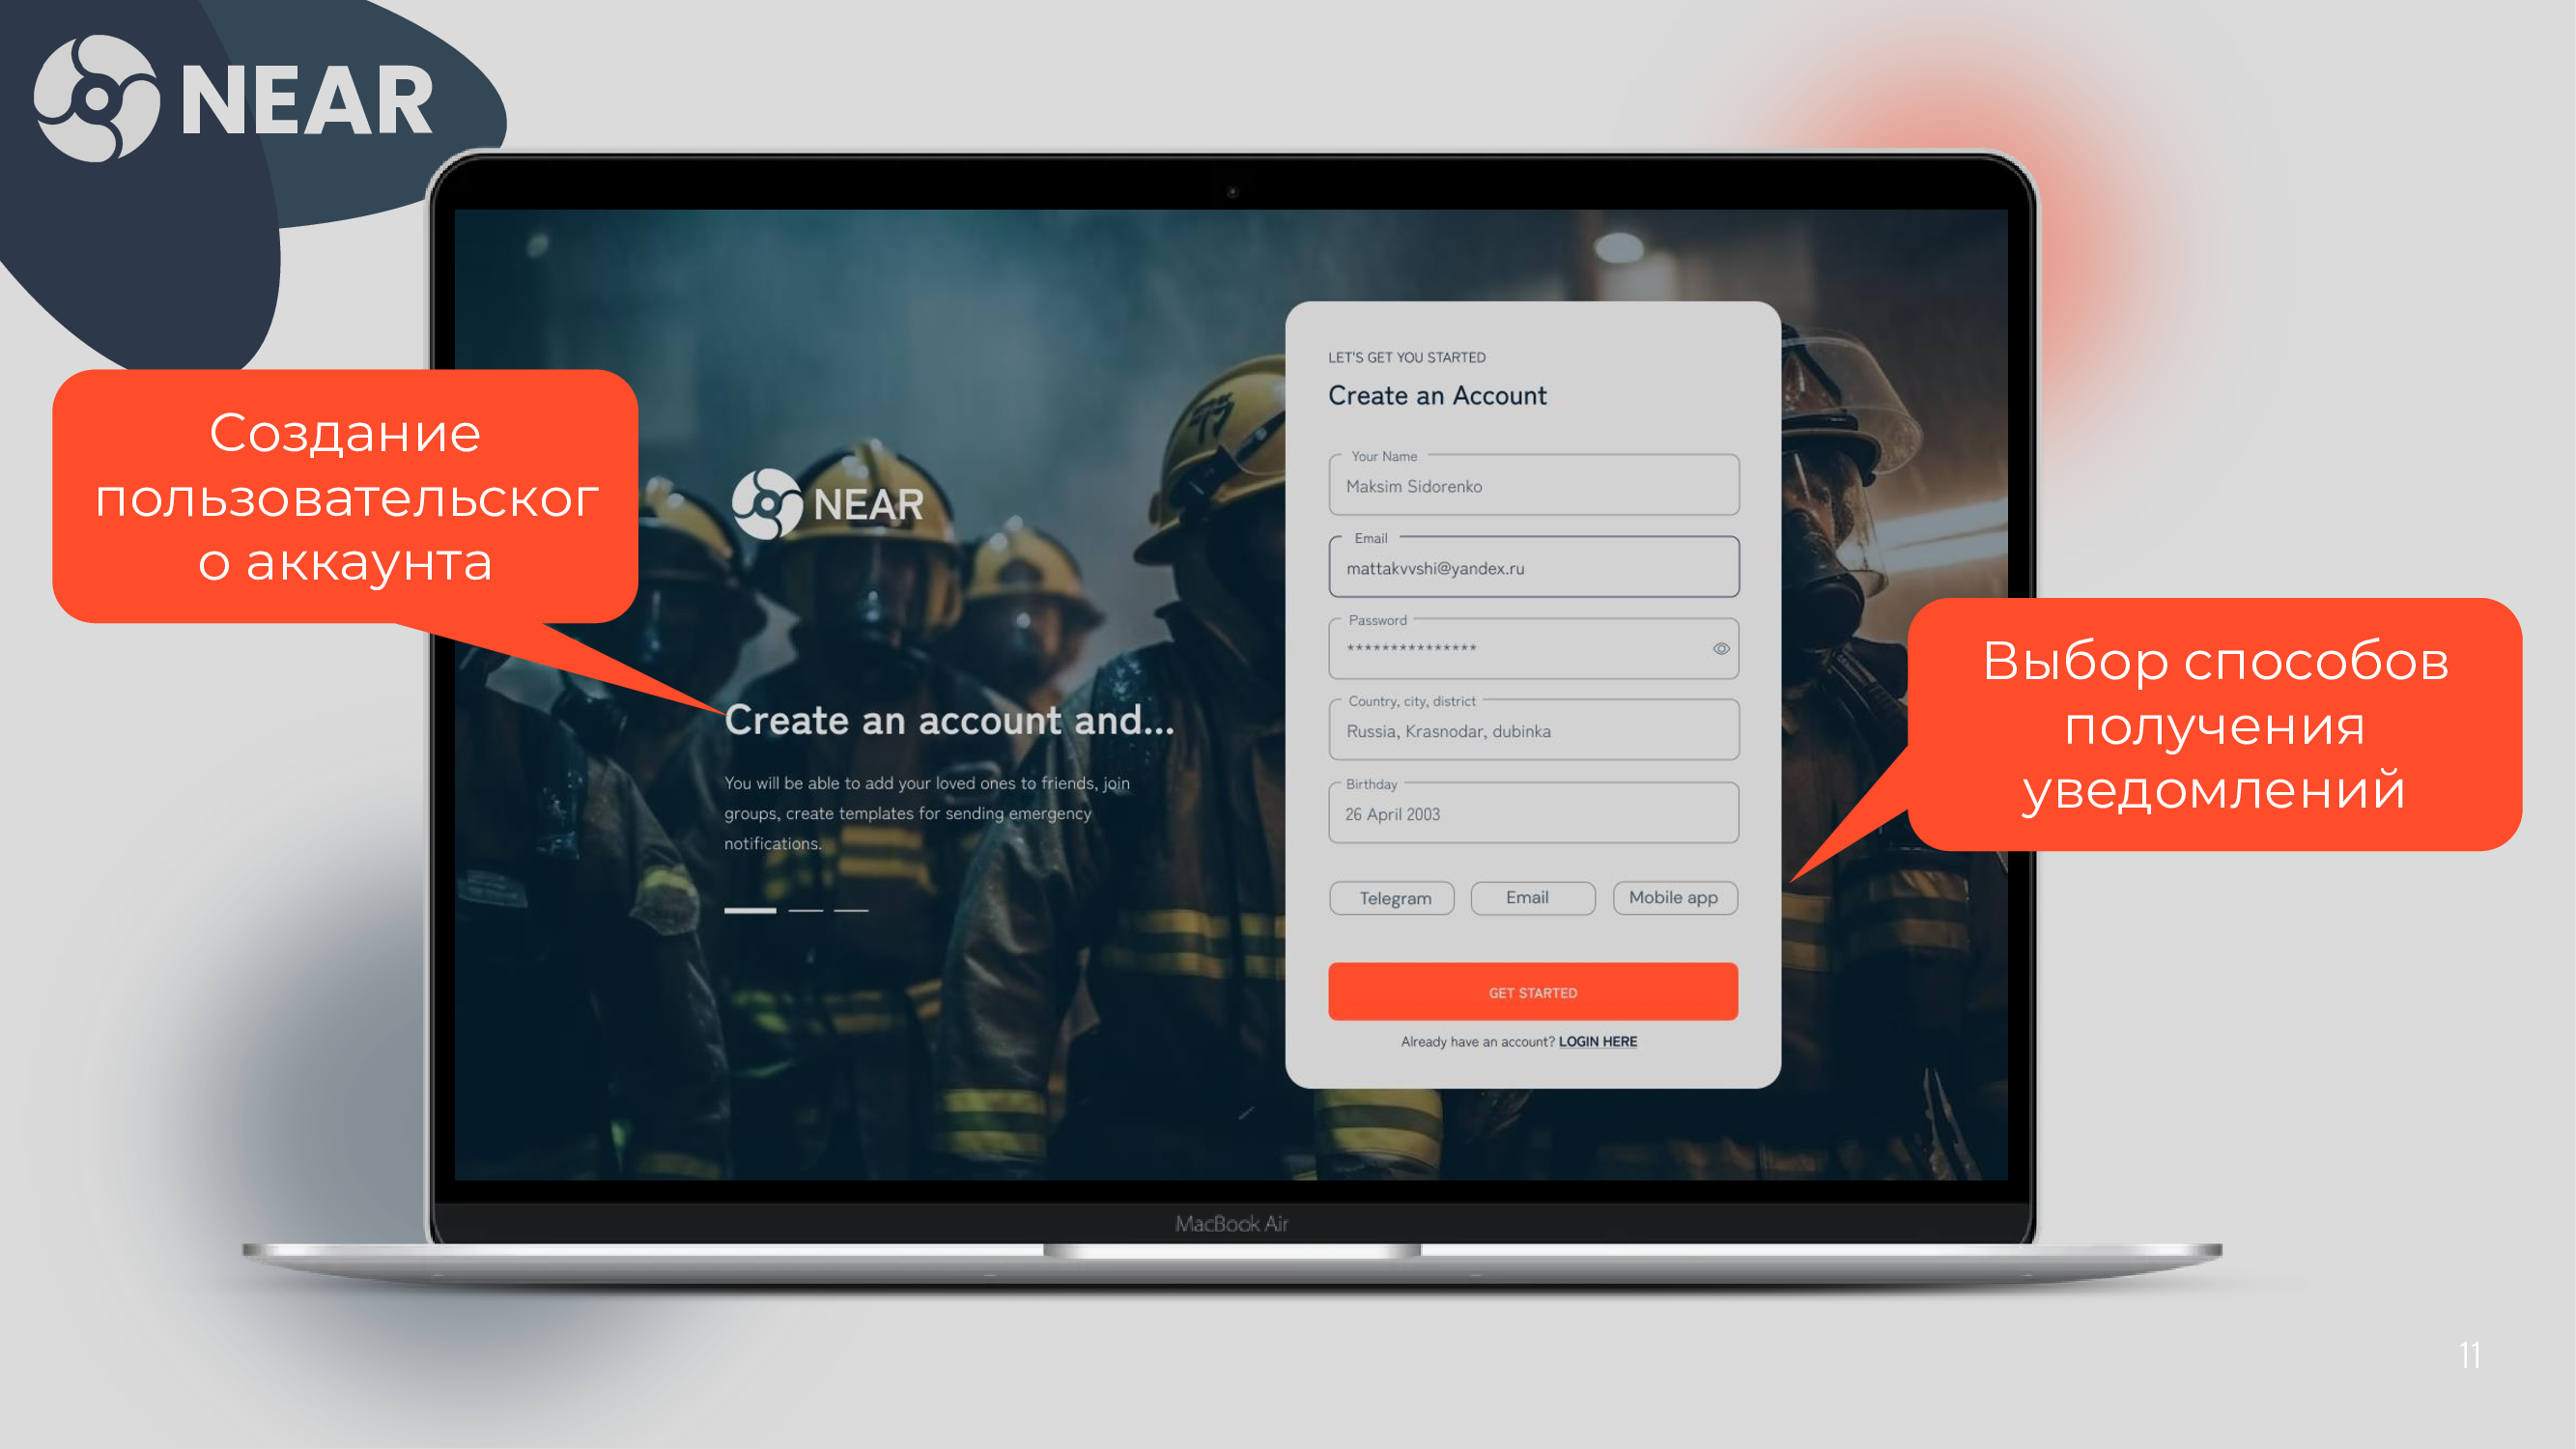 NEAR
Создание
пользовательског
о аккаунта
NEAR
Create an account and...
You will be able to add your loved ones to friends, join
groups, create templates for sending emergency
notifications.
LET'S GET YOU STARTED
Create an Account
Your Name
Maksim Sidorenko
Email
mattakvvshi@yandex.ru
Password
***************
Country, city, district
Russia, Krasnodar, dubinka
Birthday
26 April 2003
Telegram Email Mobile app
GET STARTED
Already have an account? LOGIN HERE
Выбор способов
получения
уведомлений
MacBook Air
11